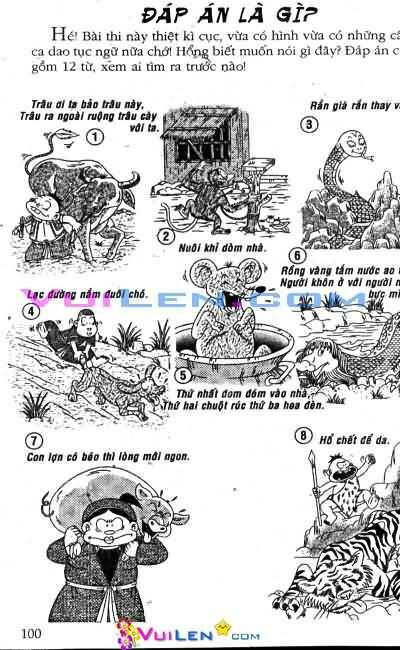 ĐÁP ÁN LÀ GÌ?
Hé! Bài thi này thiệt kì cục, vừa có hình vừa có những câ
ca dao tục ngữ nữa chớ! Hổng biết muốn nói gì đây? Đáp án c
gồm 12 từ, xem ai tìm ra trước nào!
Trâu ơi ta bảo trâu này,
Trâu ra ngoài ruộng trâu cày
với ta.
1
2
Nuôi khỉ dòm nhà.
Rắn già rắn thay v
3
Lạc đường nắm đuôi chó.
4
5
Thứ nhất đom đóm vào nhà,
Thứ hai chuột rúc thứ ba hoa đèn.
6
Rồng vàng tắm nước ao t
Người khôn ở với người n
bực mì
7
Con lợn có béo thì lòng mới ngon.
8
Hổ chết để da.
VuiLen.com
100
VuiLen.com